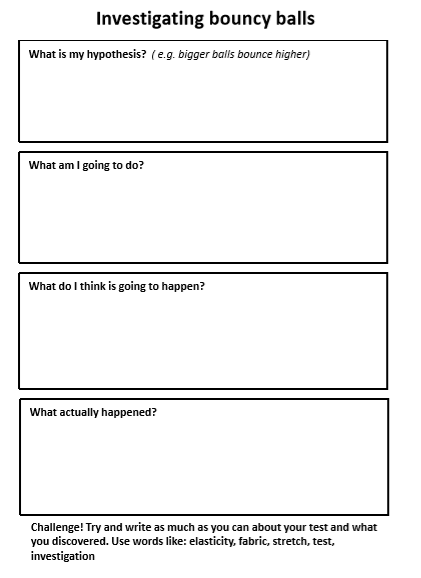 Investigating bouncy balls
What is my hypothesis? ( e.g. bigger balls bounce higher)
What am I going to do?
What do I think is going to happen?
What actually happened?
Challenge! Try and write as much as you can about your test and what
you discovered. Use words like: elasticity, fabric, stretch, test,
investigation